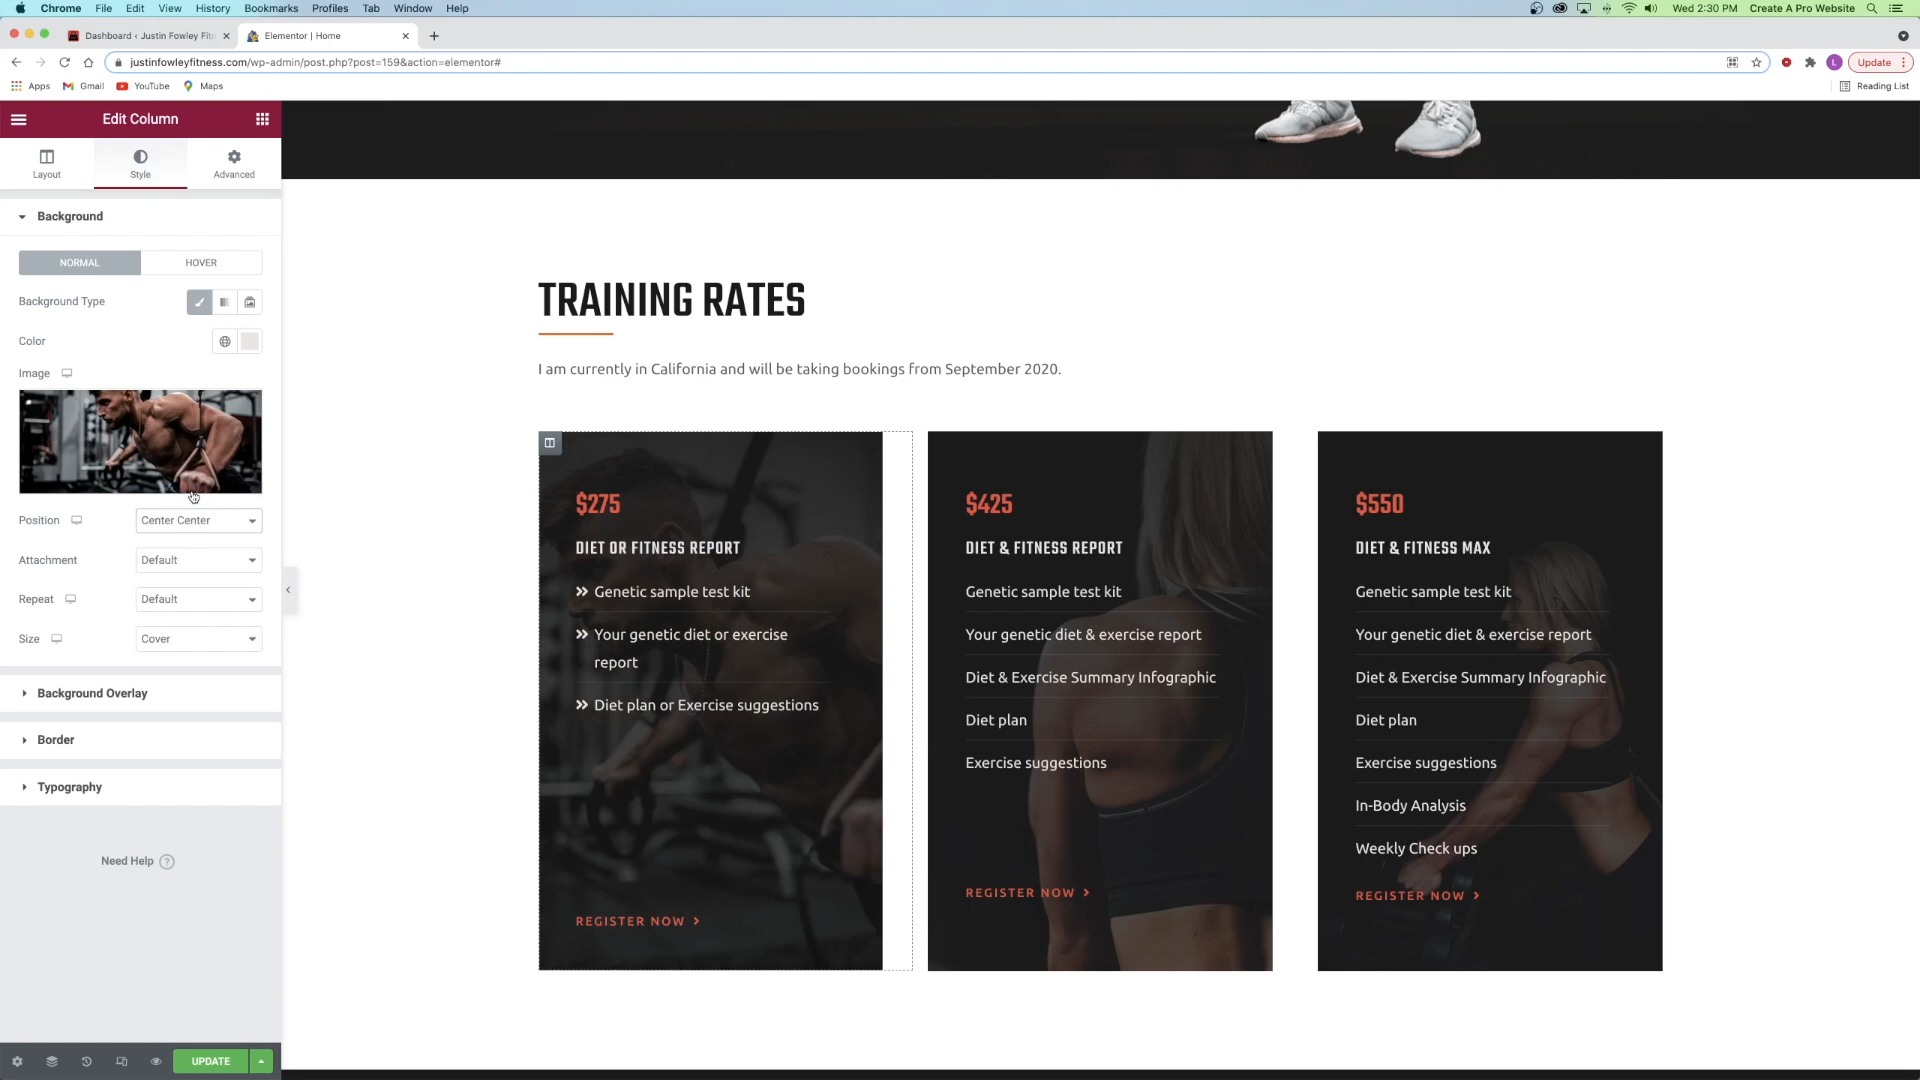 Chrome File Edit View History Bookmarks Profiles Tab Window Help
Wed 2:30 PM Create A Pro Website
Dashboard ‹ Justin Fowley Fit
Elementor | Home
justinfowleyfitness.com/wp-admin/post.php?post=159&action=elementor#
L
Update
Apps Gmail YouTube Maps
Reading List
Edit Column
Layout Style Advanced
Background
NORMAL HOVER
Background Type
Color
Image
Position Center Center
Attachment Default
Repeat Default
Size Cover
Background Overlay
Border
Typography
Need Help ?
UPDATE
TRAINING RATES
I am currently in California and will be taking bookings from September 2020.
$275
DIET OR FITNESS REPORT
» Genetic sample test kit
» Your genetic diet or exercise
report
» Diet plan or Exercise suggestions
REGISTER NOW >
$425
DIET & FITNESS REPORT
Genetic sample test kit
Your genetic diet & exercise report
Diet & Exercise Summary Infographic
Diet plan
Exercise suggestions
REGISTER NOW >
$550
DIET & FITNESS MAX
Genetic sample test kit
Your genetic diet & exercise report
Diet & Exercise Summary Infographic
Diet plan
Exercise suggestions
In-Body Analysis
Weekly Check ups
REGISTER NOW >